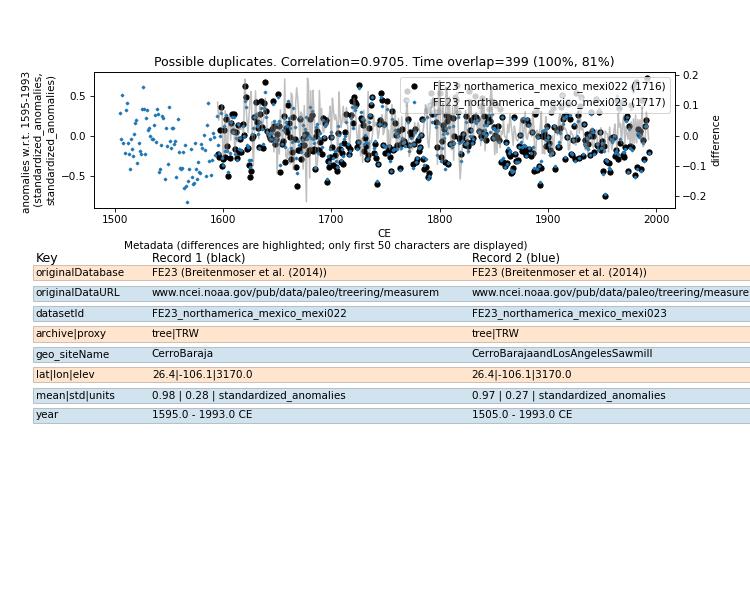 Possible duplicates. Correlation=0.9705. Time overlap=399 (100%, 81%)
anomalies w.r.t. 1595-1993
(standardized_anomalies,
standardized_anomalies)
0.5
0.0
−0.5
FE23_northamerica_mexico_mexi022 (1716)
FE23_northamerica_mexico_mexi023 (1717)
0.2
0.1
0.0
−0.1
−0.2
difference
1500 1600 1700 1800 1900 2000
CE
Metadata (differences are highlighted; only first 50 characters are displayed)
Key Record 1 (black) Record 2 (blue)
originalDatabase FE23 (Breitenmoser et al. (2014)) FE23 (Breitenmoser et al. (2014))
originalDataURL www.ncei.noaa.gov/pub/data/paleo/treering/measurem www.ncei.noaa.gov/pub/data/paleo/treering/measure
datasetId FE23_northamerica_mexico_mexi022 FE23_northamerica_mexico_mexi023
archive|proxy tree|TRW tree|TRW
geo_siteName CerroBaraja CerroBarajaandLosAngelesSawmill
lat|lon|elev 26.4|-106.1|3170.0 26.4|-106.1|3170.0
mean|std|units 0.98 | 0.28 | standardized_anomalies 0.97 | 0.27 | standardized_anomalies
year 1595.0 - 1993.0 CE 1505.0 - 1993.0 CE